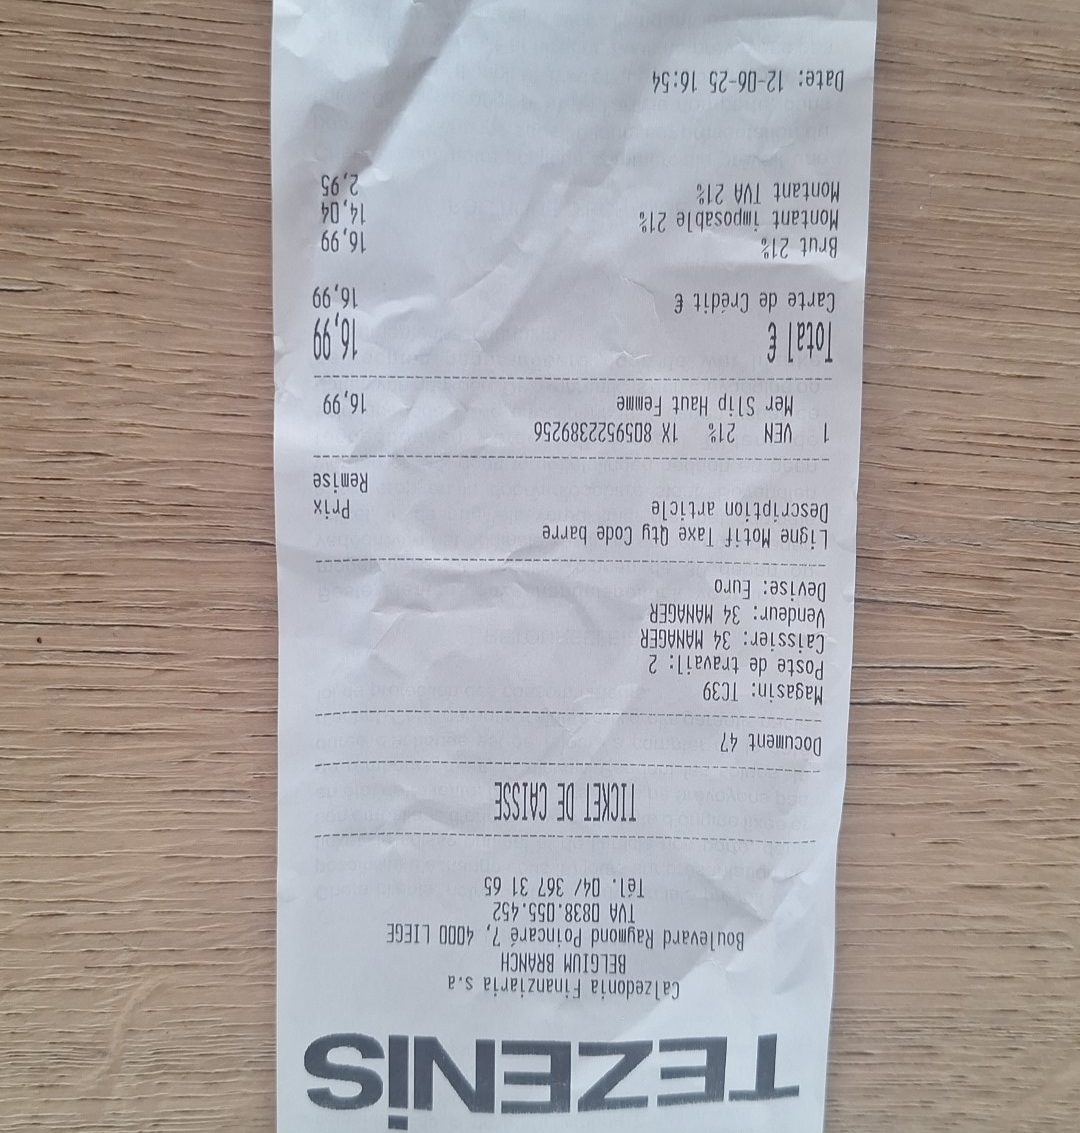 TEZENIS
Calzedonia Finanziaria s.a
BELGIUM BRANCH
Boulevard Raymond Poincaré 7, 4000 LIEGE
TVA 0838.055.452
Tél. 04/ 367 31 65
TICKET DE CAISSE
Document 47
Magasin: TC39
Poste de travail: 2
Caissier: 34 MANAGER
Vendeur: 34 MANAGER
Devise: Euro
Ligne Motif Taxe Qty Code barre
Description article Prix
Remise
1 VEN 21% 1X 8059522389256
Mer Slip Haut Femme 16,99
Total € 16,99
Carte de Crédit € 16,99
Brut 21% 16,99
Montant imposable 21% 14,04
Montant TVA 21% 2,95
Date: 12-06-25 16:54